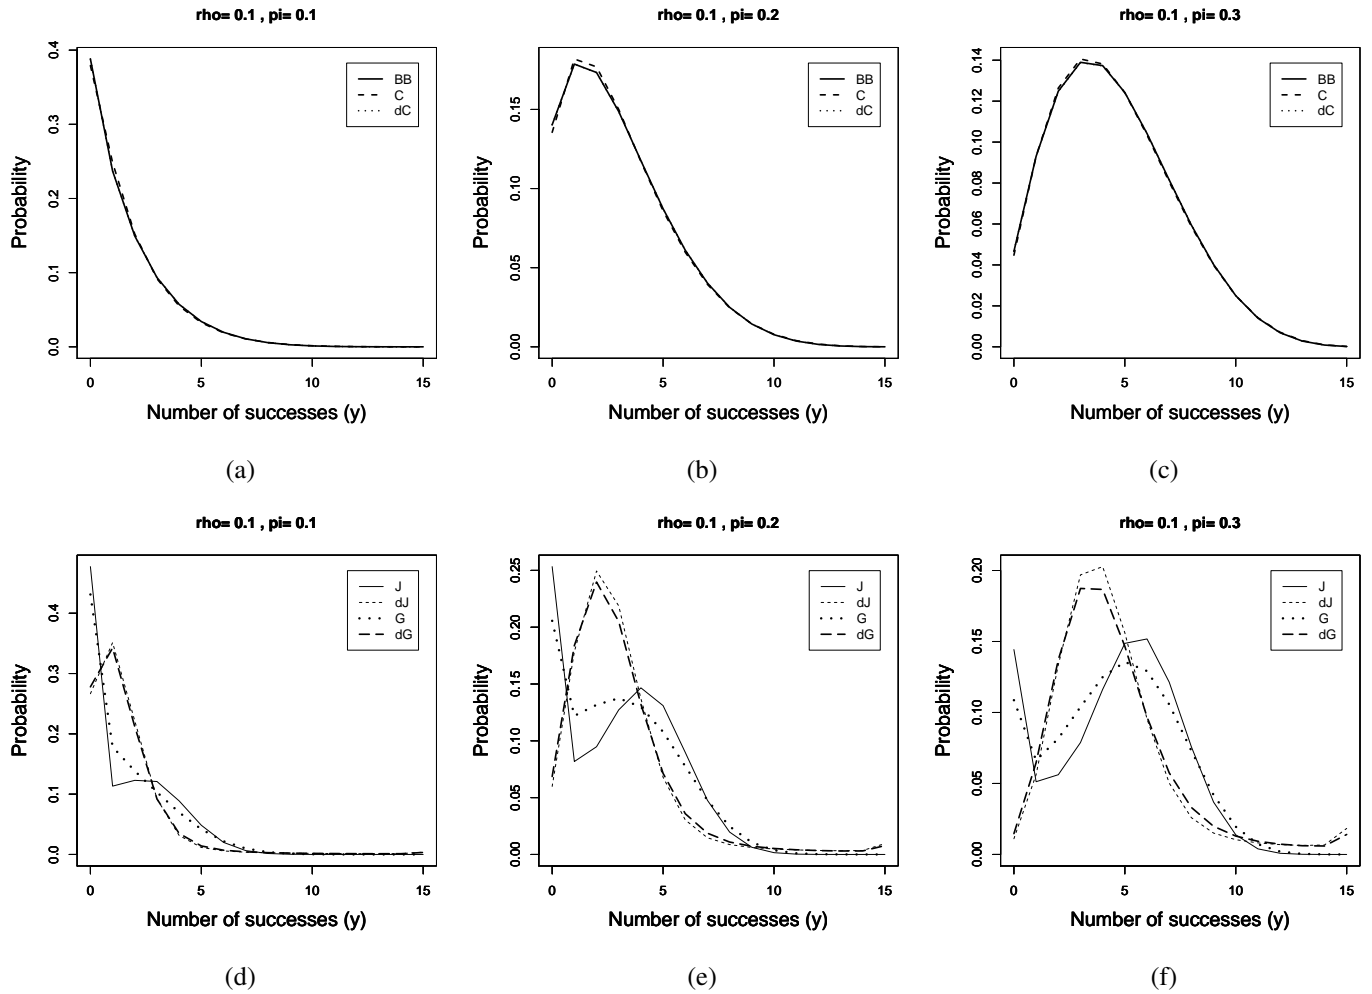 rho= 0.1 , pi= 0.1
0.4
0.3
0.2
0.1
0.0
Probability
BB
C
dC
0 5 10 15
Number of successes (y)
(a)
rho= 0.1 , pi= 0.2
0.15
0.10
0.05
0.00
Probability
BB
C
dC
0 5 10 15
Number of successes (y)
(b)
rho= 0.1 , pi= 0.3
0.14
0.12
0.10
0.08
0.06
0.04
0.02
0.00
Probability
BB
C
dC
0 5 10 15
Number of successes (y)
(c)
rho= 0.1 , pi= 0.1
0.4
0.3
0.2
0.1
0.0
Probability
J
dJ
G
dG
0 5 10 15
Number of successes (y)
(d)
rho= 0.1 , pi= 0.2
0.25
0.20
0.15
0.10
0.05
0.00
Probability
J
dJ
G
dG
0 5 10 15
Number of successes (y)
(e)
rho= 0.1 , pi= 0.3
0.20
0.15
0.10
0.05
0.00
Probability
J
dJ
G
dG
0 5 10 15
Number of successes (y)
(f)